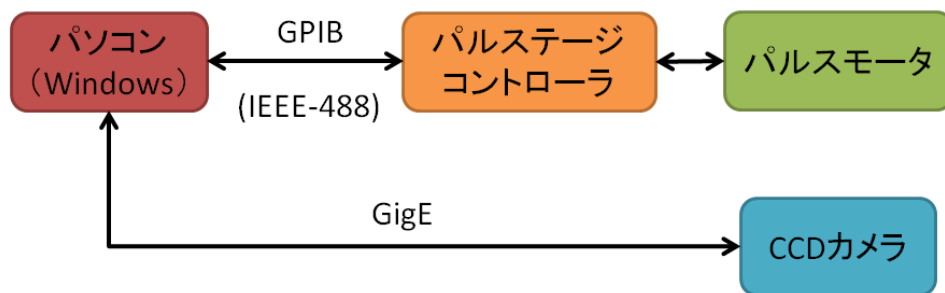 パソコン
（Windows）
GPIB
(IEEE-488)
パルステージ
コントローラ
パルスモータ
GigE
CCDカメラ